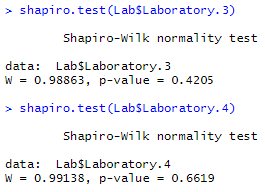 > shapiro.test(Lab$Laboratory.3)
Shapiro-Wilk normality test
data:  Lab$Laboratory.3
W = 0.98863, p-value = 0.4205
> shapiro.test(Lab$Laboratory.4)
Shapiro-Wilk normality test
data:  Lab$Laboratory.4
W = 0.99138, p-value = 0.6619